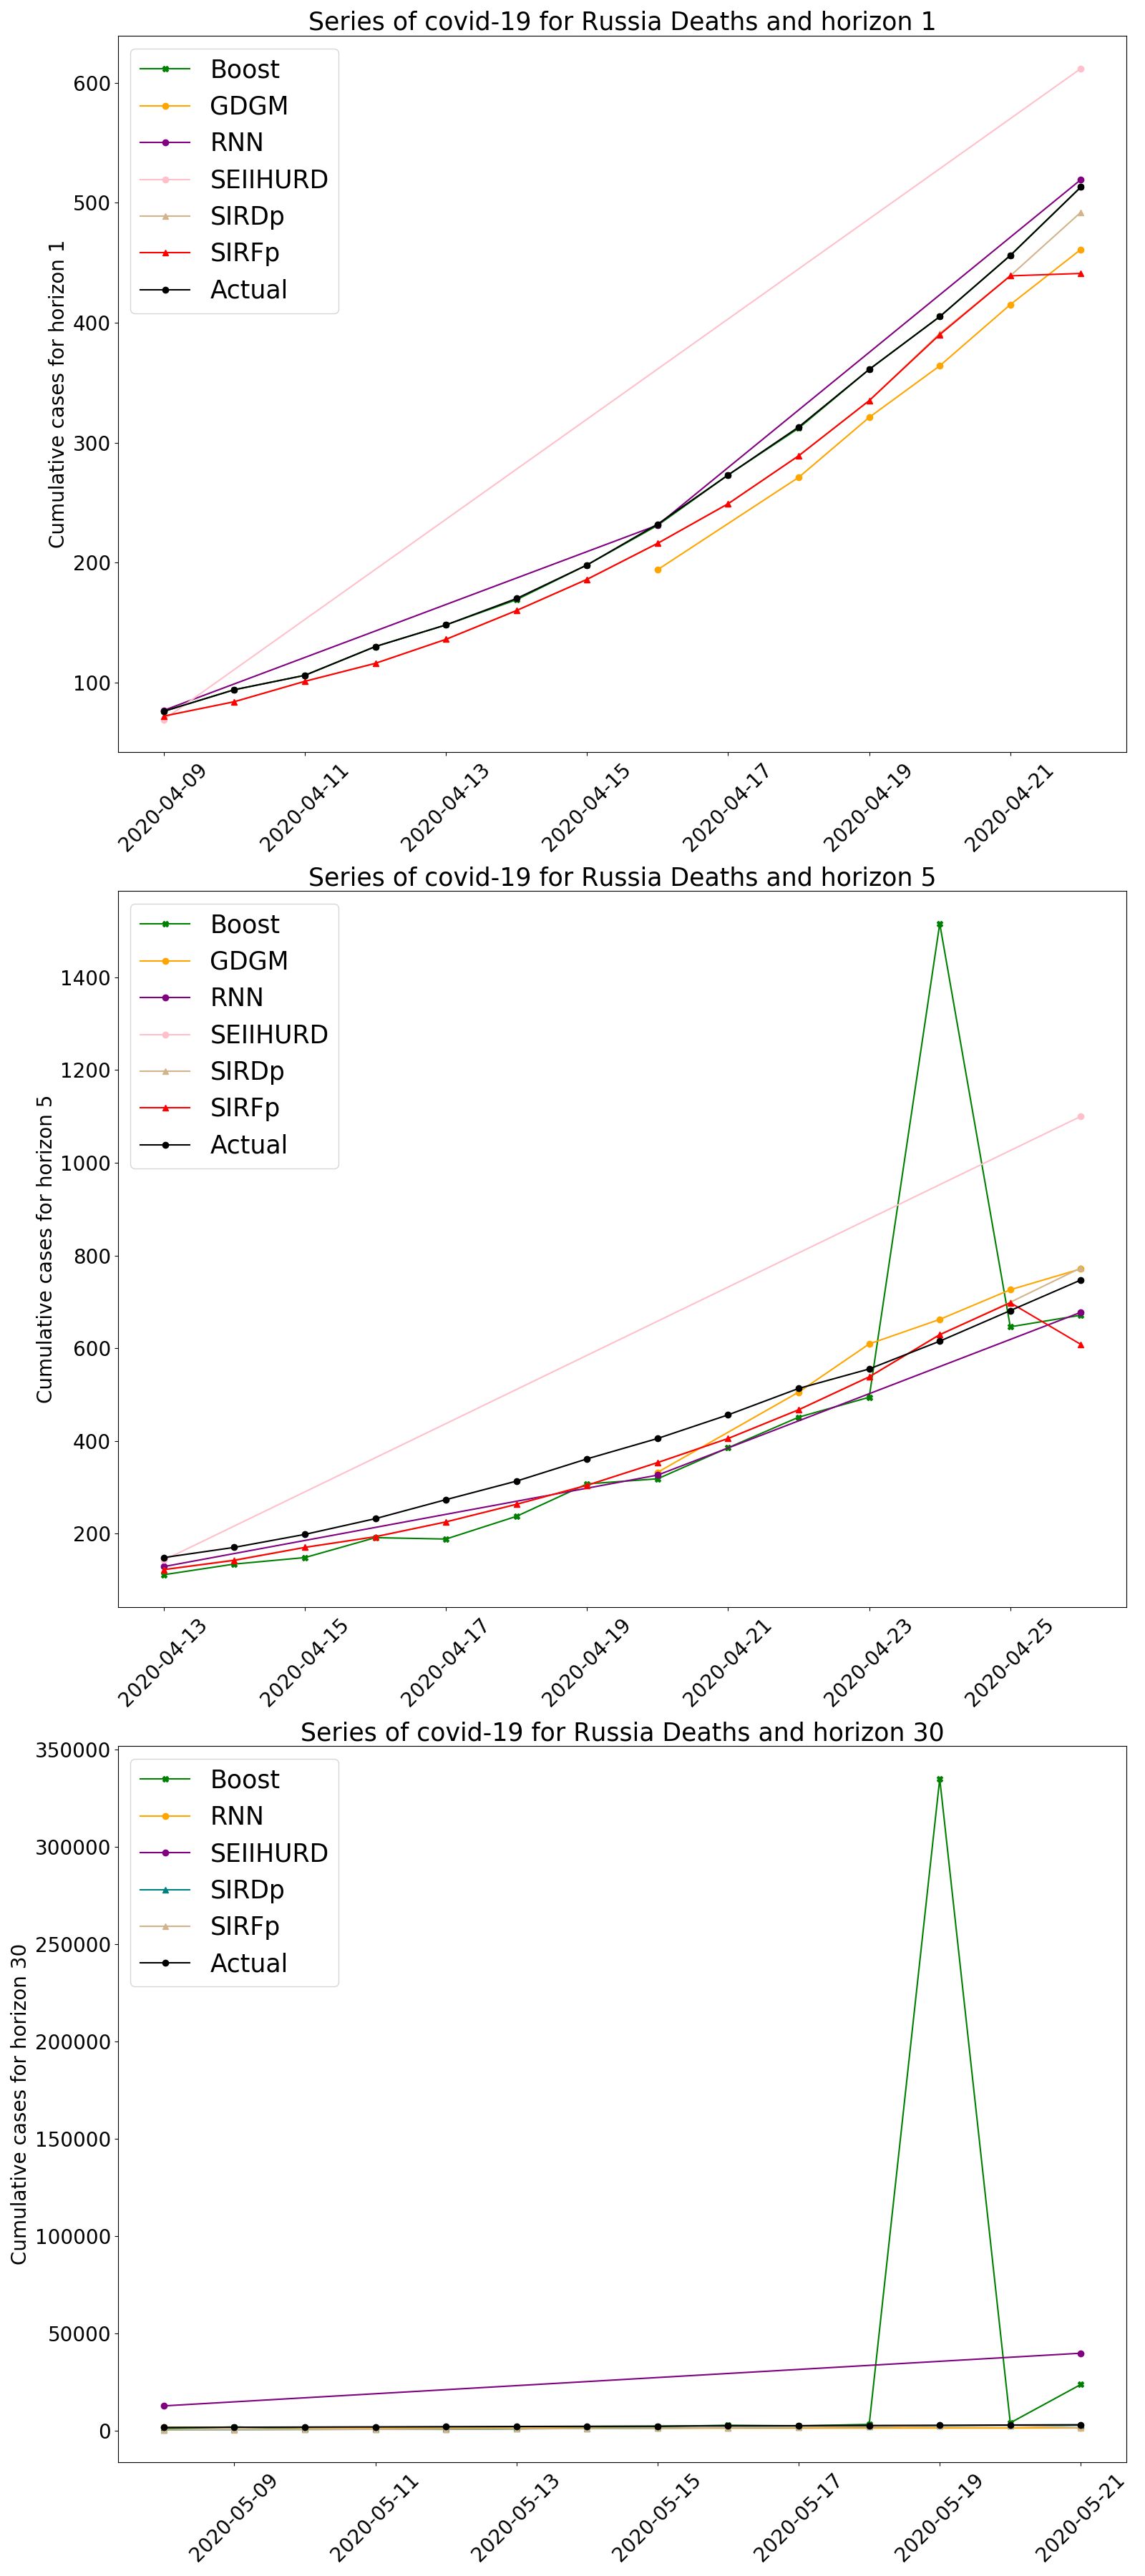 Series of covid-19 for Russia Deaths and horizon 1
Cumulative cases for horizon 1
600
500
400
300
200
100
Boost
GDGM
RNN
SEIIHURD
SIRDp
SIRFp
Actual
2020-04-09
2020-04-11
2020-04-13
2020-04-15
2020-04-17
2020-04-19
2020-04-21
Series of covid-19 for Russia Deaths and horizon 5
Cumulative cases for horizon 5
1400
1200
1000
800
600
400
200
Boost
GDGM
RNN
SEIIHURD
SIRDp
SIRFp
Actual
2020-04-13
2020-04-15
2020-04-17
2020-04-19
2020-04-21
2020-04-23
2020-04-25
Series of covid-19 for Russia Deaths and horizon 30
Cumulative cases for horizon 30
350000
300000
250000
200000
150000
100000
50000
0
Boost
RNN
SEIIHURD
SIRDp
SIRFp
Actual
2020-05-09
2020-05-11
2020-05-13
2020-05-15
2020-05-17
2020-05-19
2020-05-21